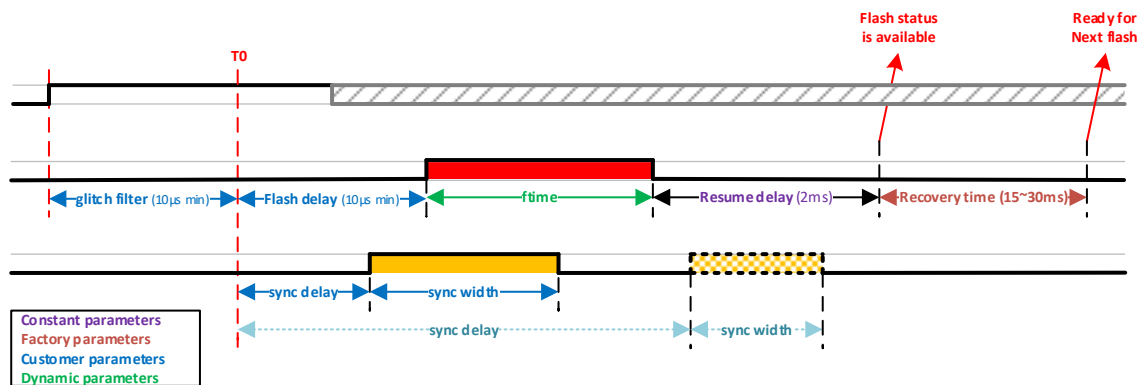 Flash status
is available
Ready for
Next flash
T0
glitch filter (10µs min)
Flash delay (10µs min)
ftime
Resume delay (2ms)
Recovery time (15~30ms)
sync delay
sync width
sync delay
sync width
Constant parameters
Factory parameters
Customer parameters
Dynamic parameters